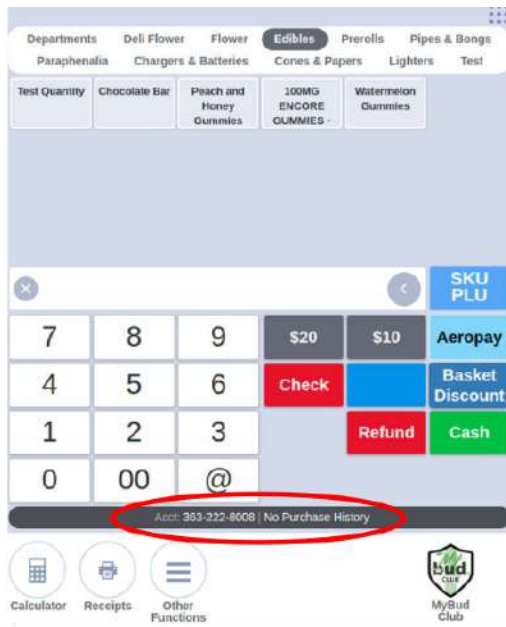 Departments Deli Flower Flower Edibles Prerolls Pipes & Bongs
Paraphenalia Chargers & Batteries Cones & Papers Lighters Test
Test Quantity
Chocolate Bar
Peach and
Honey
Gummies
100MG
ENCORE
GUMMIES -
Watermelon
Gummies
SKU
PLU
7 8 9 $20 $10 Aeropay
4 5 6 Check
Basket
Discount
1 2 3 Refund Cash
0 00 @
Acct: 363-222-8008 | No Purchase History
Calculator
Receipts
Other
Functions
My
bud
CLUB
MyBud
Club